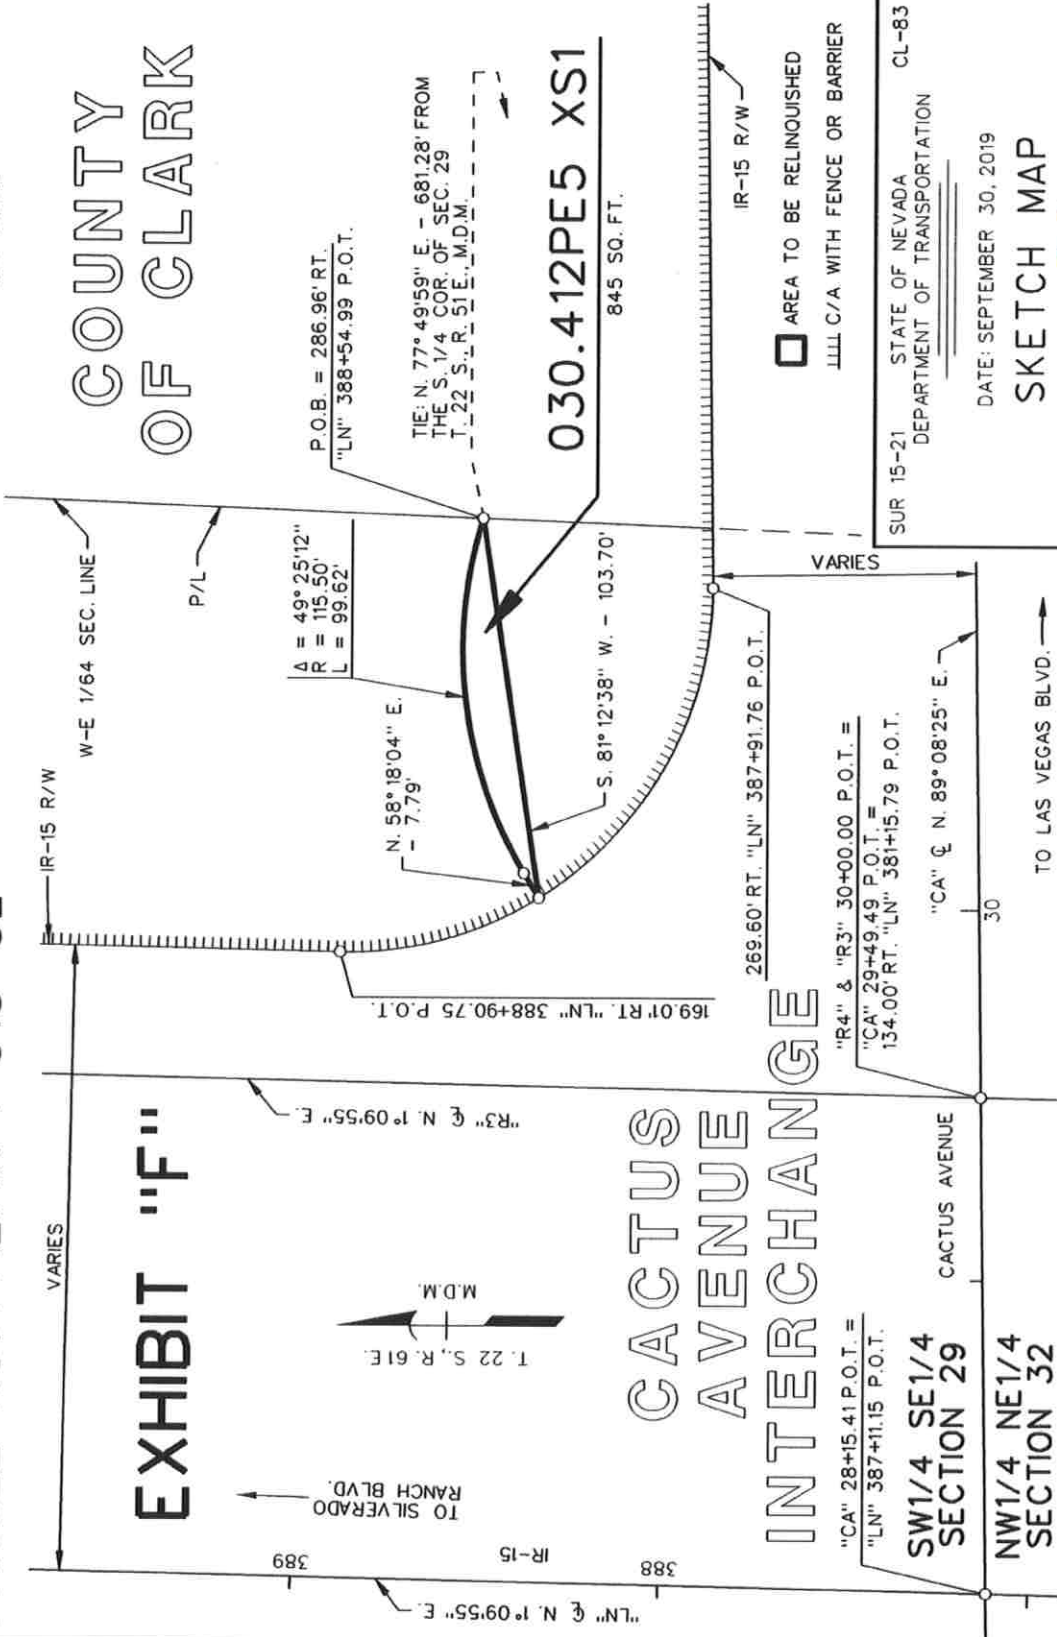 EXHIBIT "F"
COUNTY
OF CLARK
VARIES
IR-15 R/W
W-E 1/64 SEC. LINE
P/L
P.O.B. = 286.96' RT.
"LN" 388+54.99 P.O.T.
Δ = 49° 25'12"
R = 115.50'
L = 99.62'
TIE: N. 77° 49'59" E. - 681.28' FROM
THE S. 1/4 COR. OF SEC. 29
T. 22 S., R. 51 E., M.D.M.
N. 58° 18'04" E.
- 7.79'
030.412PE5 XS1
845 SQ. FT.
S. 81° 12'38" W. - 103.70'
169.01' RT. "LN" 388+90.75 P.O.T.
"R3" ℄ N. 1° 09'55" E.
TO SILVERADO
RANCH BLVD.
T. 22 S., R. 61 E.
M.D.M.
389
IR-15
388
"LN" ℄ N. 1° 09'55" E.
CACTUS
AVENUE
INTERCHANGE
269.60' RT. "LN" 387+91.76 P.O.T.
IR-15 R/W
AREA TO BE RELINQUISHED
C/A WITH FENCE OR BARRIER
VARIES
"R4" & "R3" 30+00.00 P.O.T. =
"CA" 29+49.49 P.O.T. =
134.00' RT. "LN" 381+15.79 P.O.T.
"CA" 28+15.41 P.O.T. =
"LN" 387+11.15 P.O.T.
"CA" ℄ N. 89° 08'25" E.
CACTUS AVENUE
30
SW1/4 SE1/4
SECTION 29
NW1/4 NE1/4
SECTION 32
TO LAS VEGAS BLVD.
SUR 15-21 STATE OF NEVADA CL-83
DEPARTMENT OF TRANSPORTATION
DATE: SEPTEMBER 30, 2019
SKETCH MAP